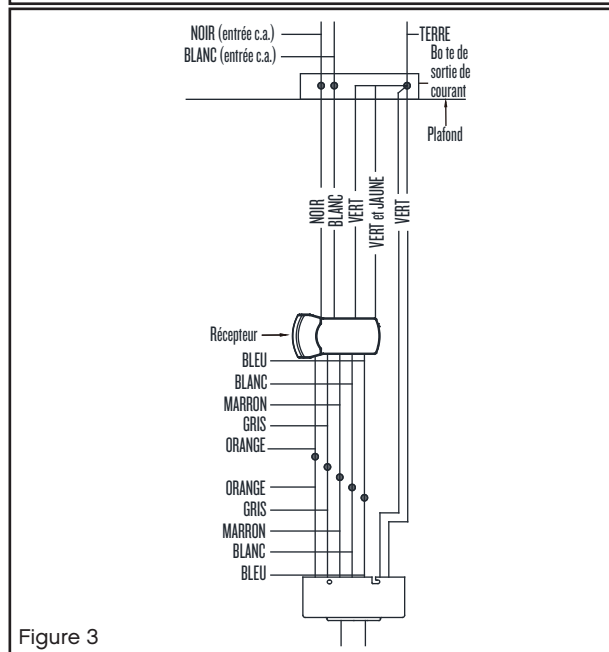 NOIR (entrée c.a.)
BLANC (entrée c.a.)
TERRE
Bo te de
sortie de
courant
Plafond
NOIR
BLANC
VERT
VERT et JAUNE
VERT
Récepteur
BLEU
BLANC
MARRON
GRIS
ORANGE
ORANGE
GRIS
MARRON
BLANC
BLEU
Figure 3